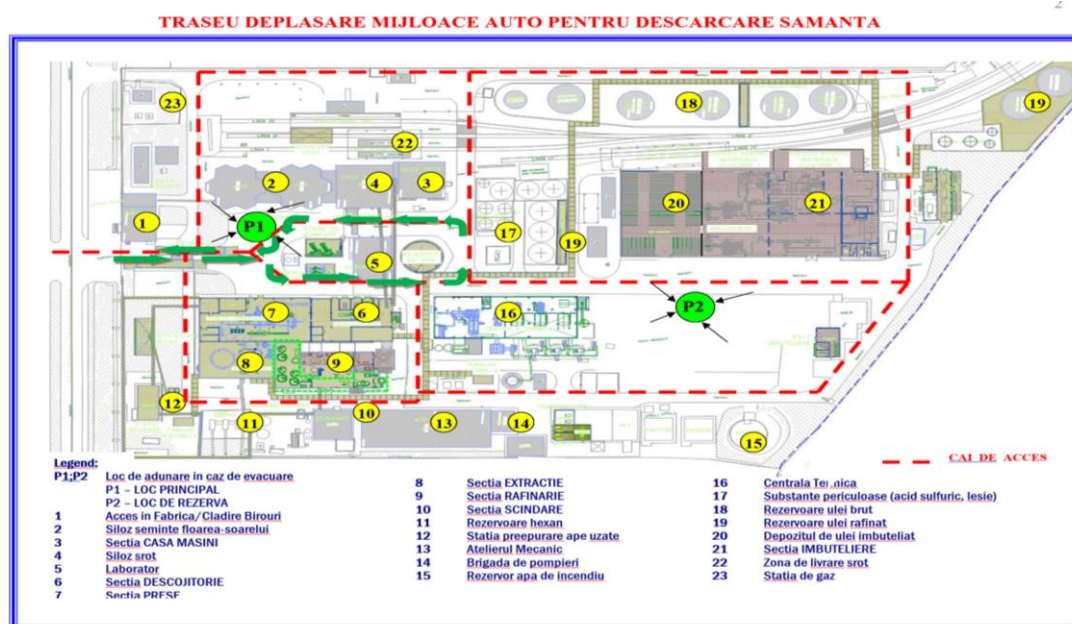 2
TRASEU DEPLASARE MIJLOACE AUTO PENTRU DESCARCARE SAMANTA
23
18
19
22
2
4
3
1
P1
17
19
20
21
5
P2
7
6
16
8
9
12
10
11
13
14
15
CAI DE ACCES
Legend:
P1;P2 Loc de adunare in caz de evacuare
P1 – LOC PRINCIPAL
P2 – LOC DE REZERVA
1 Acces in Fabrica/Cladire Birouri
2 Siloz seminte floarea-soarelui
3 Sectia CASA MASINI
4 Siloz srot
5 Laborator
6 Sectia DESCOJITORIE
7 Sectia PRESE
8 Sectia EXTRACTIE
9 Sectia RAFINARIE
10 Sectia SCINDARE
11 Rezervoare hexan
12 Statia preepurare ape uzate
13 Atelierul Mecanic
14 Brigada de pompieri
15 Rezervor apa de incendiu
16 Centrala
17 Substante periculoase (acid sulfuric, lesie)
18 Rezervoare ulei brut
19 Rezervoare ulei rafinat
20 Depozitul de ulei imbuteliat
21 Sectia IMBUTELIERE
22 Zona de livrare srot
23 Statia de gaz